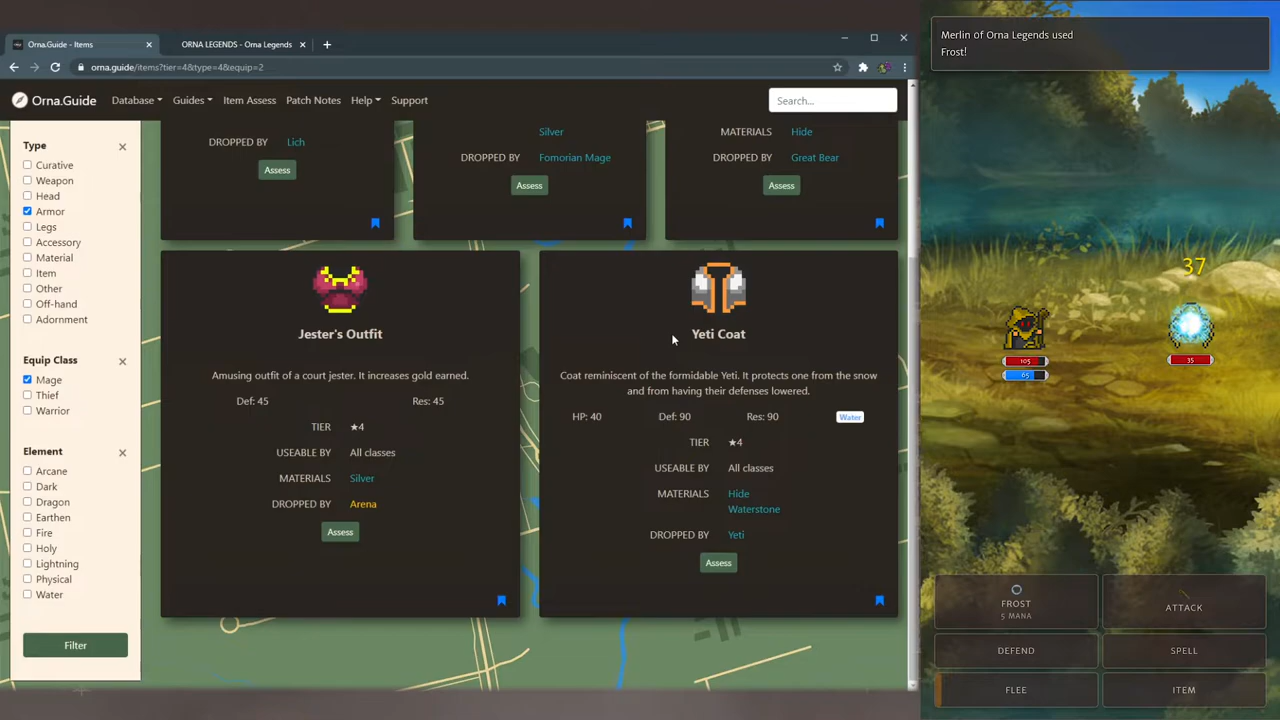 Orna.Guide - Items
ORNA LEGENDS - Orna Legends
orna.guide/items?tier=4&type=4&equip=2
Orna.Guide
Database
Guides
Item Assess
Patch Notes
Help
Support
Search...
Type
Curative
Weapon
Head
Armor
Legs
Accessory
Material
Item
Other
Off-hand
Adornment
Equip Class
Mage
Thief
Warrior
Element
Arcane
Dark
Dragon
Earthen
Fire
Holy
Lightning
Physical
Water
Filter
DROPPED BY Lich
Assess
Silver
DROPPED BY Fomorian Mage
Assess
MATERIALS Hide
DROPPED BY Great Bear
Assess
Jester's Outfit
Amusing outfit of a court jester. It increases gold earned.
Def: 45 Res: 45
TIER ★4
USEABLE BY All classes
MATERIALS Silver
DROPPED BY Arena
Assess
Yeti Coat
Coat reminiscent of the formidable Yeti. It protects one from the snow
and from having their defenses lowered.
HP: 40 Def: 90 Res: 90 Water
TIER ★4
USEABLE BY All classes
MATERIALS Hide
Waterstone
DROPPED BY Yeti
Assess
Merlin of Orna Legends used
Frost!
37
105
65
35
FROST
5 MANA
ATTACK
DEFEND
SPELL
FLEE
ITEM